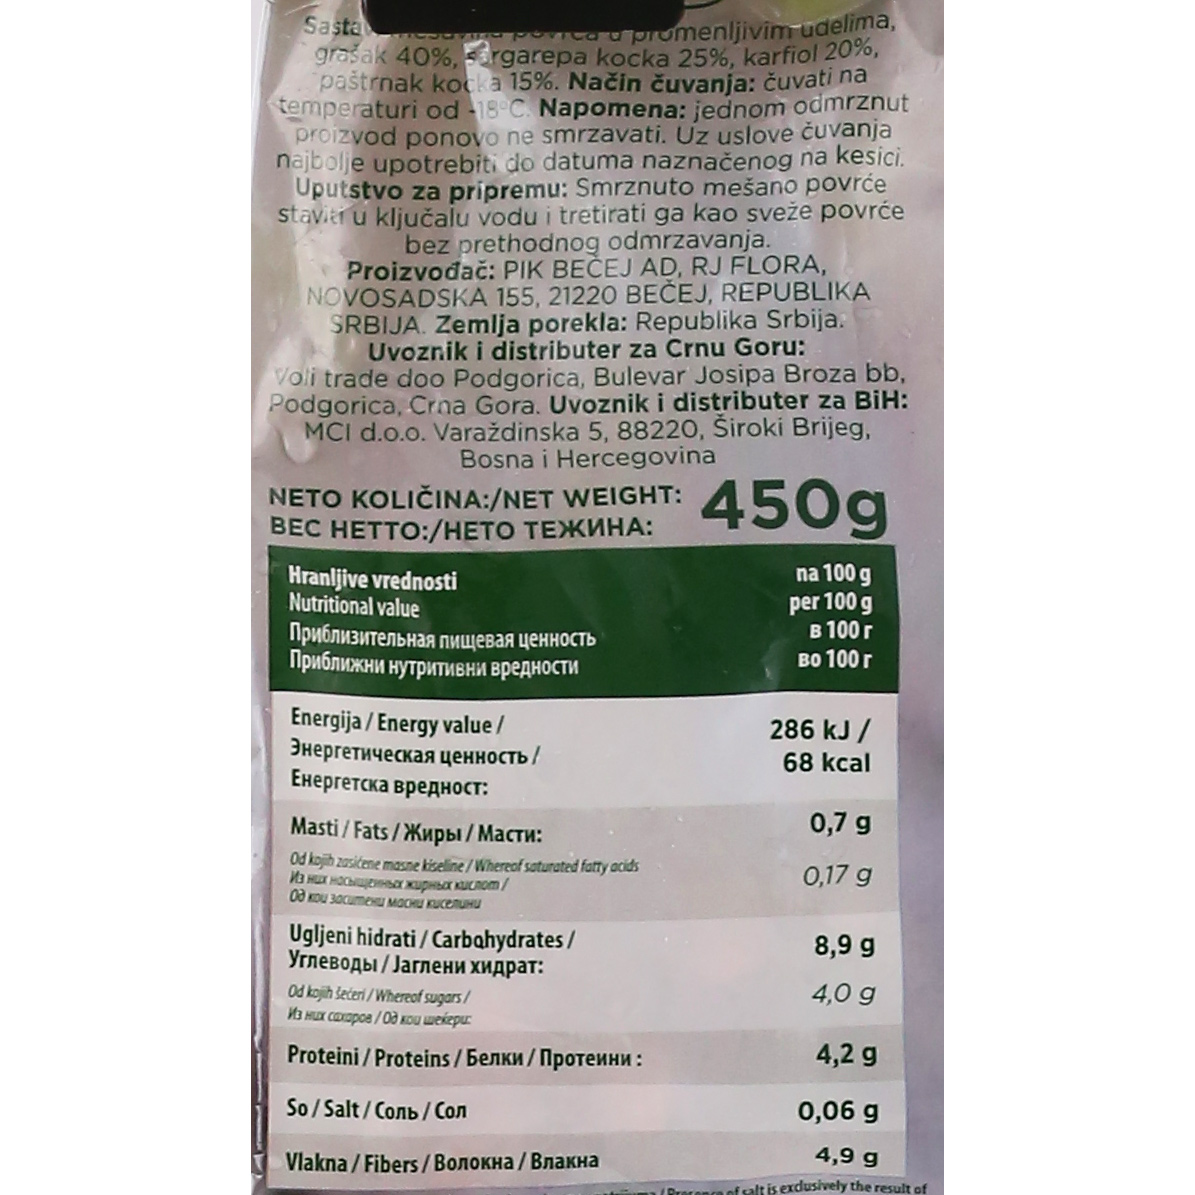 povrća u promenljivim udelima,
grašak 40%, šargarepa kocka 25%, karfiol 20%,
paštrnak kocka 15%. Način čuvanja: čuvati na
temperaturi od -18°C. Napomena: jednom odmrznut
proizvod ponovo ne smrzavati. Uz uslove čuvanja
najbolje upotrebiti do datuma naznačenog na kesici.
Uputstvo za pripremu: Smrznuto mešano povrće
staviti u ključalu vodu i tretirati ga kao sveže povrće
bez prethodnog odmrzavanja.
Proizvođač: PIK BEČEJ AD, RJ FLORA,
NOVOSADSKA 155, 21220 BEČEJ, REPUBLIKA
SRBIJA. Zemlja porekla: Republika Srbija.
Uvoznik i distributer za Crnu Goru:
Voli trade doo Podgorica, Bulevar Josipa Broza bb,
Podgorica, Crna Gora. Uvoznik i distributer za BiH:
MCI d.o.o. Varaždinska 5, 88220, Široki Brijeg,
Bosna i Hercegovina
NETO KOLIČINA:/NET WEIGHT: 450g
ВЕС НЕТТО:/НЕТО ТЕЖИНА:
Hranljive vrednosti na 100 g
Nutritional value per 100 g
Приблизительная пищевая ценность в 100 г
Приближни нутритивни вредности во 100 г
Energija / Energy value / 286 kJ /
Энергетическая ценность / 68 kcal
Енергетска вредност:
Masti / Fats / Жиры / Масти: 0,7 g
Od kojih zasićene masne kiseline / Whereof saturated fatty acids
Из них насыщенных жирных кислот / 0,17 g
Од кои заситени масни киселини
Ugljeni hidrati / Carbohydrates / 8,9 g
Углеводы / Јаглени хидрат:
Od kojih šećeri / Whereof sugars / 4,0 g
Из них сахаров / Од кои шеќери:
Proteini / Proteins / Белки / Протеини : 4,2 g
So / Salt / Соль / Сол 0,06 g
Vlakna / Fibers / Волокна / Влакна 4,9 g
/ Presence of salt is exclusively the result of